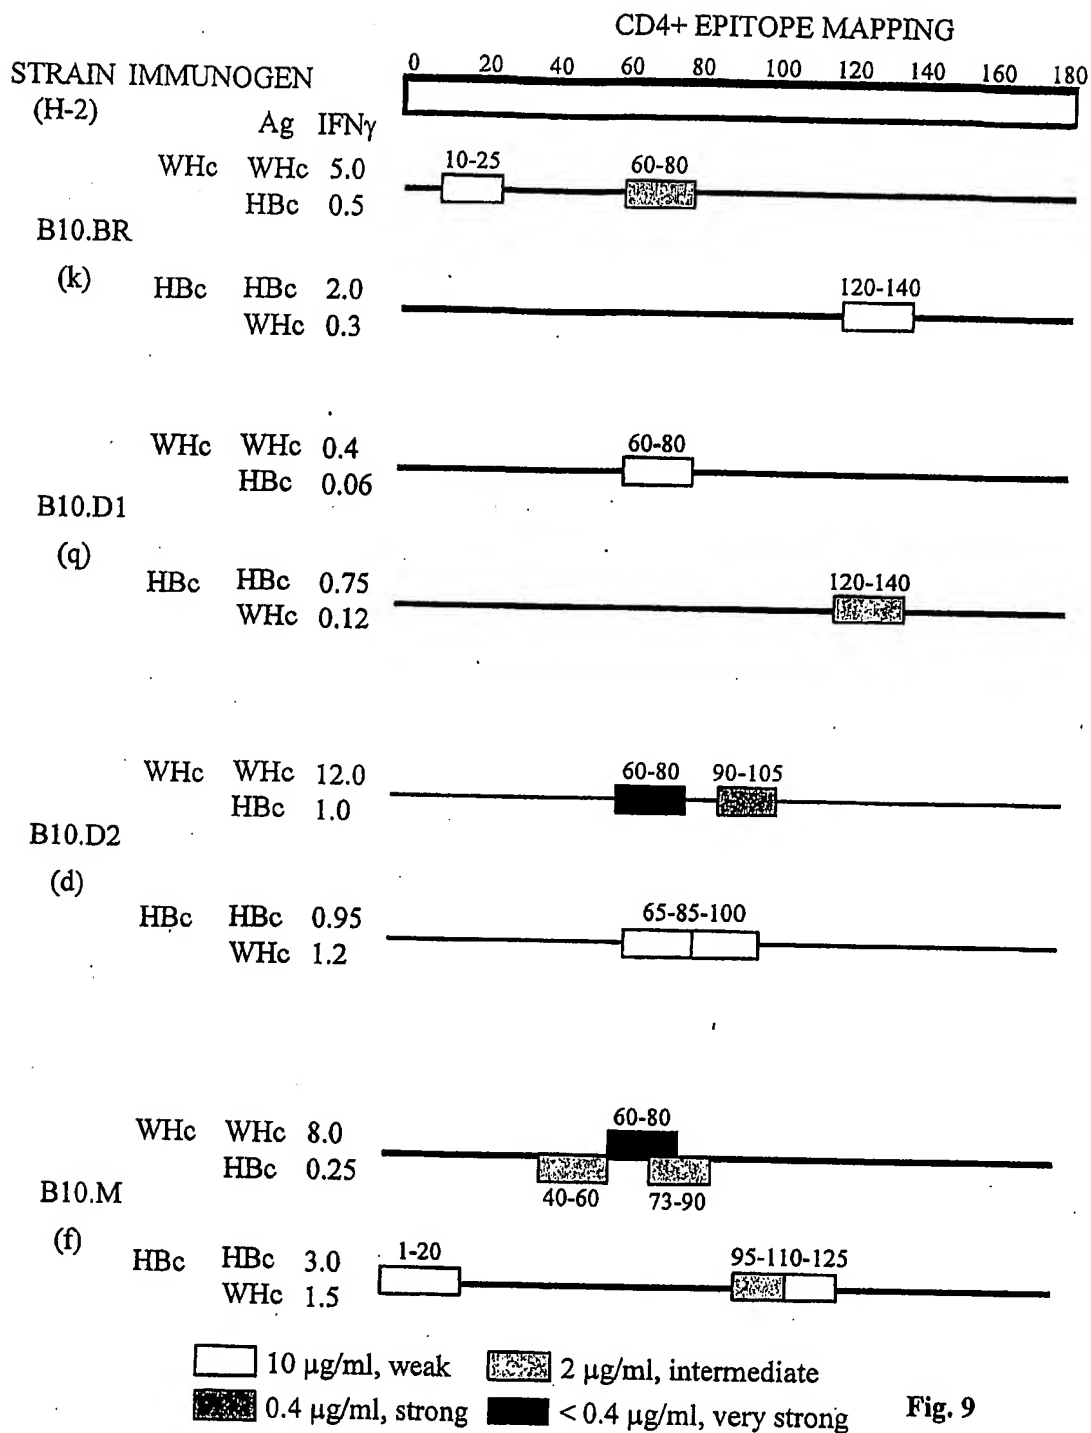 CD4+ EPITOPE MAPPING
0 20 40 60 80 100 120 140 160 180
STRAIN IMMUNOGEN
(H-2)
Ag IFNγ
WHc WHc 5.0 10-25 60-80
HBc 0.5
B10.BR
(k)
HBc HBc 2.0 120-140
WHc 0.3
WHc WHc 0.4 60-80
HBc 0.06
B10.D1
(q)
HBc HBc 0.75 120-140
WHc 0.12
WHc WHc 12.0 60-80 90-105
HBc 1.0
B10.D2
(d)
HBc HBc 0.95 65-85-100
WHc 1.2
60-80
WHc WHc 8.0
HBc 0.25
40-60 73-90
B10.M
(f)
HBc HBc 3.0 1-20 95-110-125
WHc 1.5
10 µg/ml, weak 2 µg/ml, intermediate
0.4 µg/ml, strong < 0.4 µg/ml, very strong
Fig. 9